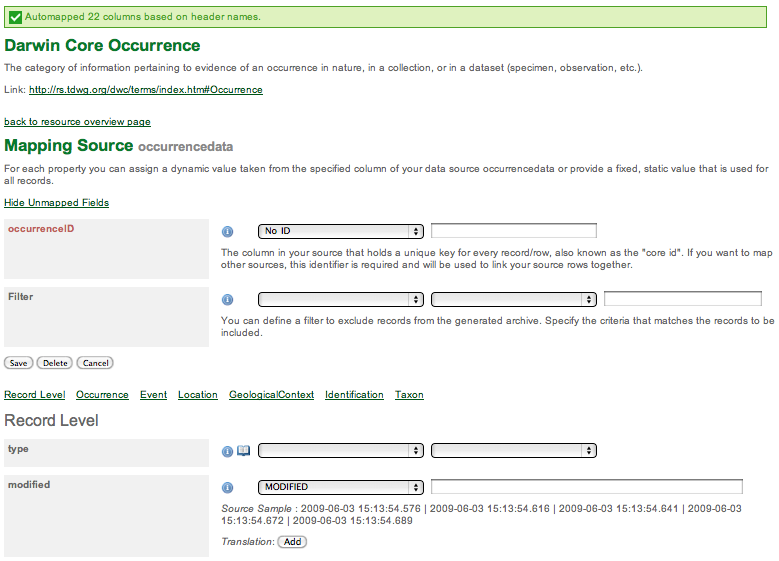 Automapped 22 columns based on header names.
Darwin Core Occurrence
The category of information pertaining to evidence of an occurrence in nature, in a collection, or in a dataset (specimen, observation, etc.).
Link: http://rs.tdwg.org/dwc/terms/index.htm#Occurrence
back to resource overview page
Mapping Source occurrencedata
For each property you can assign a dynamic value taken from the specified column of your data source occurrencedata or provide a fixed, static value that is used for
all records.
Hide Unmapped Fields
occurrenceID No ID
The column in your source that holds a unique key for every record/row, also known as the "core id". If you want to map
other sources, this identifier is required and will be used to link your source rows together.
Filter
You can define a filter to exclude records from the generated archive. Specify the criteria that matches the records to be
included.
Save Delete Cancel
Record Level Occurrence Event Location GeologicalContext Identification Taxon
Record Level
type
modified MODIFIED
Source Sample : 2009-06-03 15:13:54.576 | 2009-06-03 15:13:54.616 | 2009-06-03 15:13:54.641 | 2009-06-03
15:13:54.672 | 2009-06-03 15:13:54.689
Translation: Add